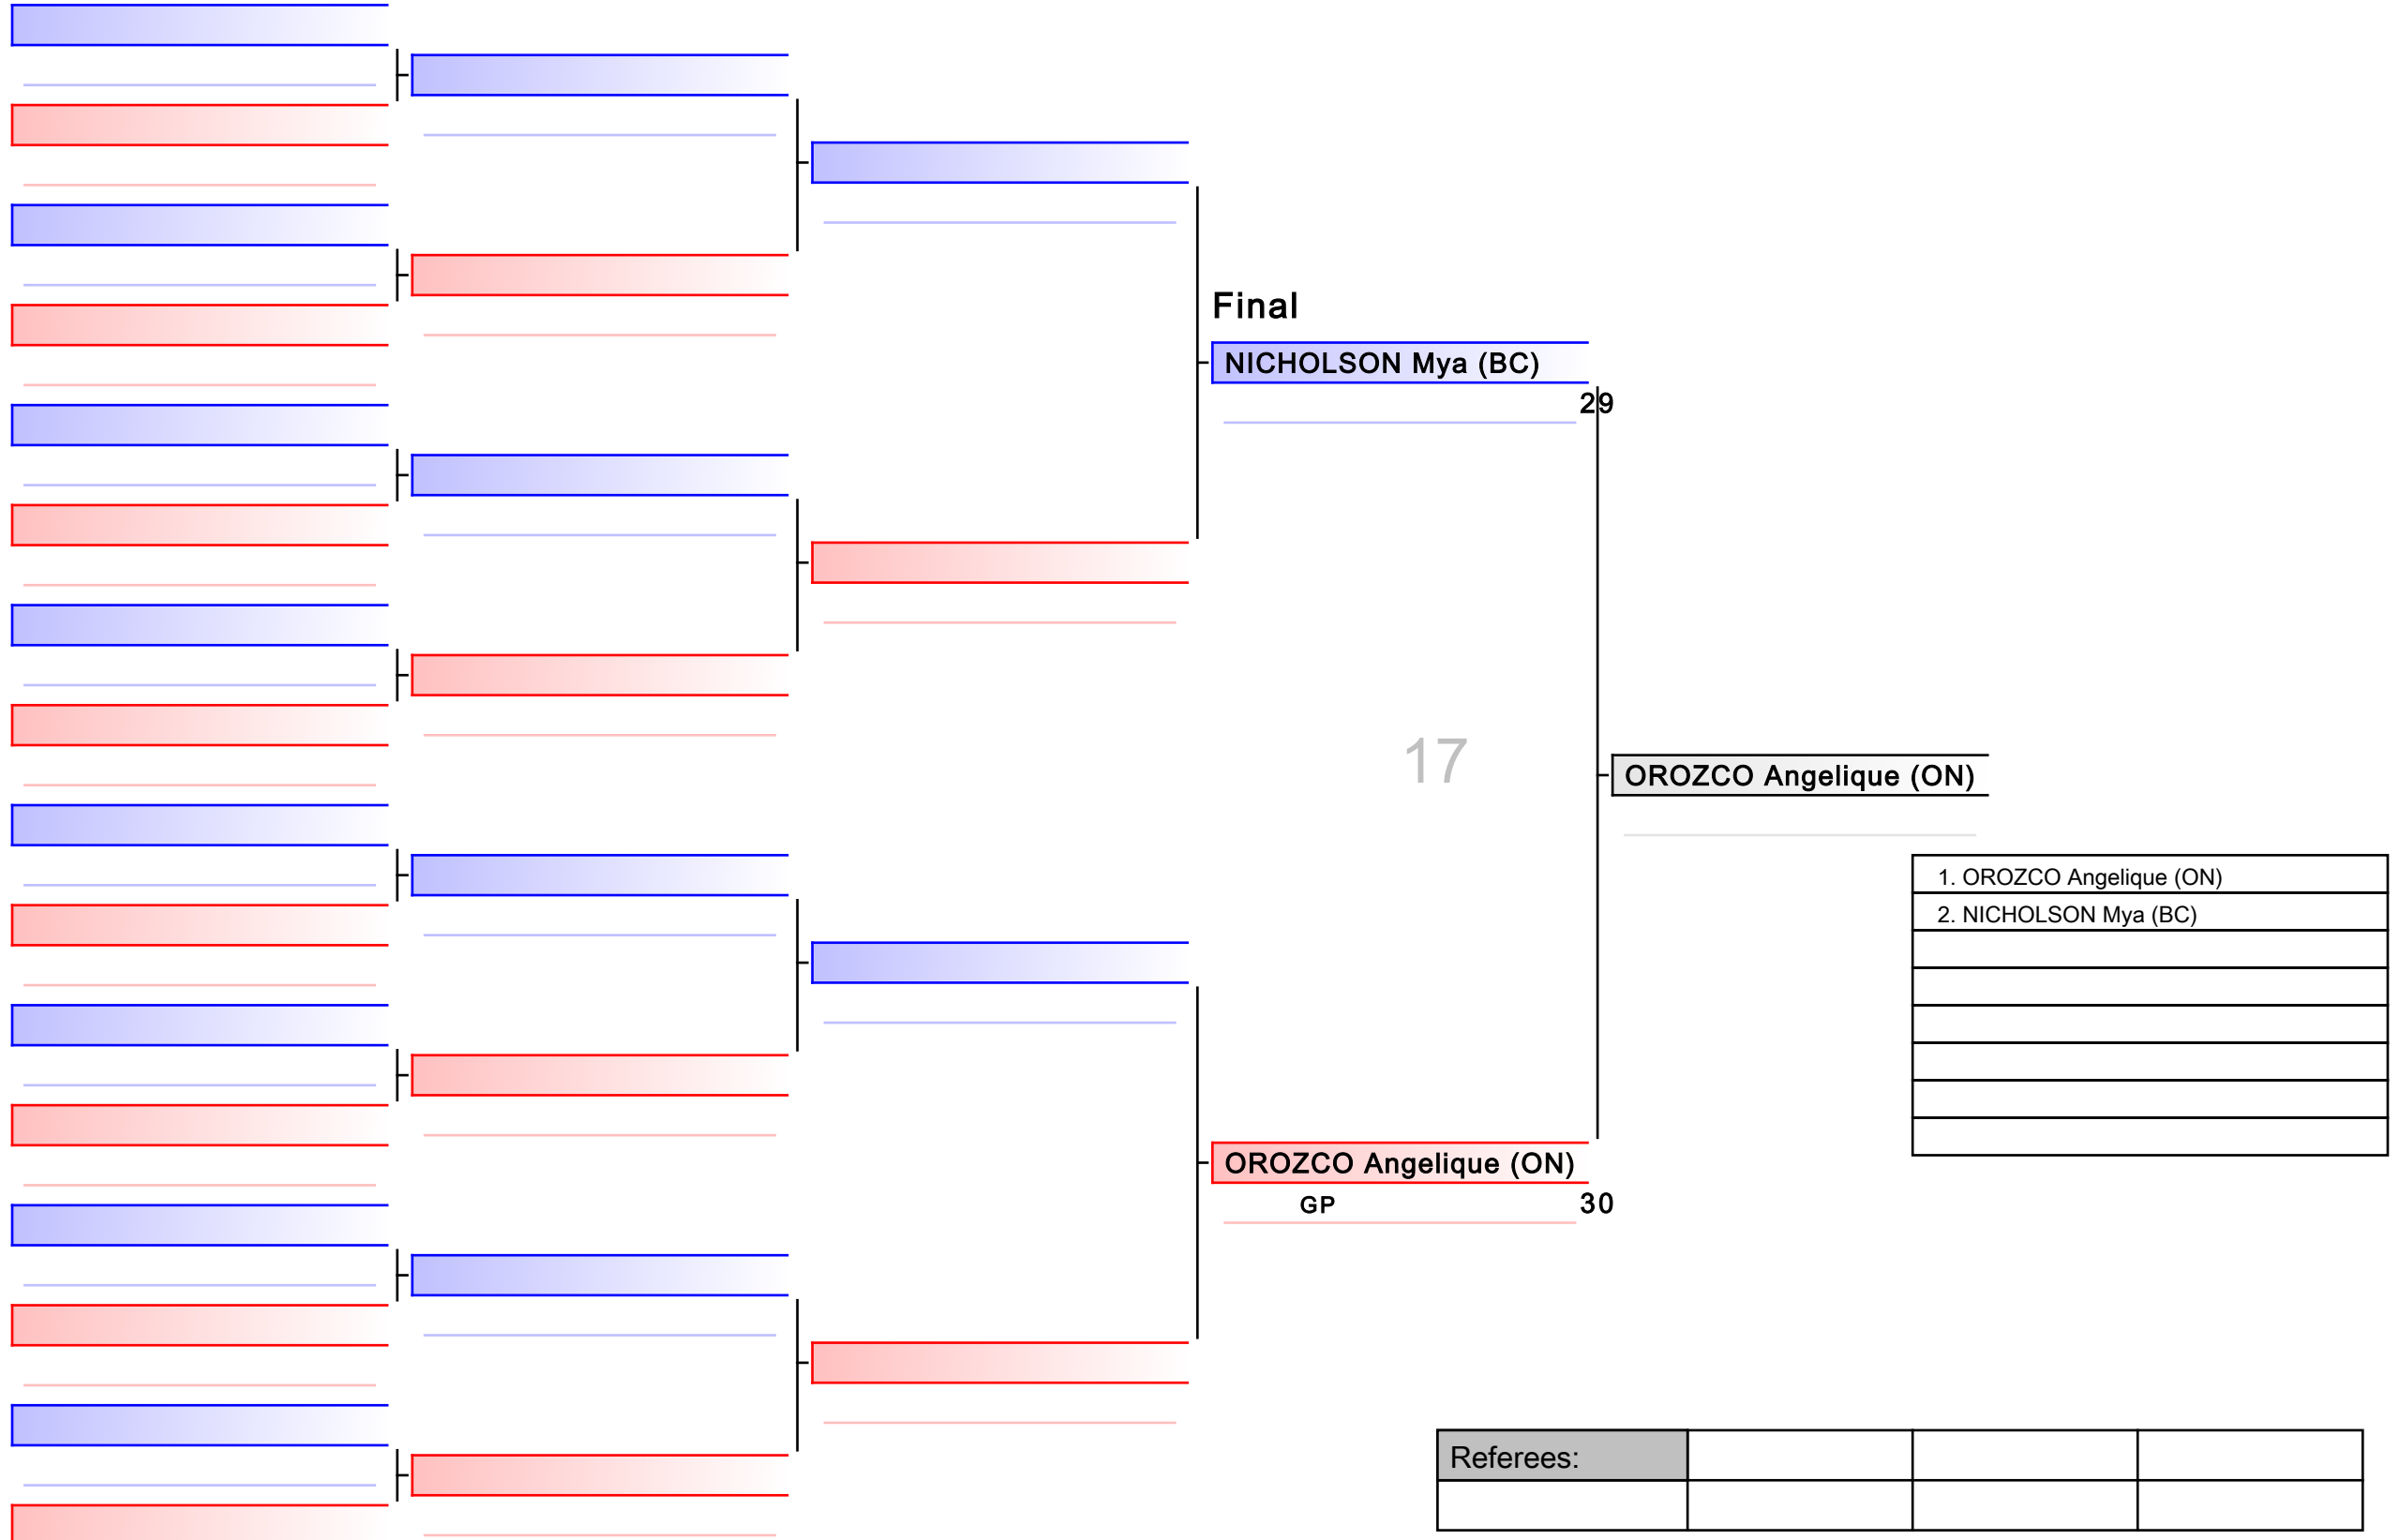 Final
NICHOLSON Mya (BC)
29
17
OROZCO Angelique (ON)
1. OROZCO Angelique (ON)
2. NICHOLSON Mya (BC)
OROZCO Angelique (ON)
GP 30
Referees: